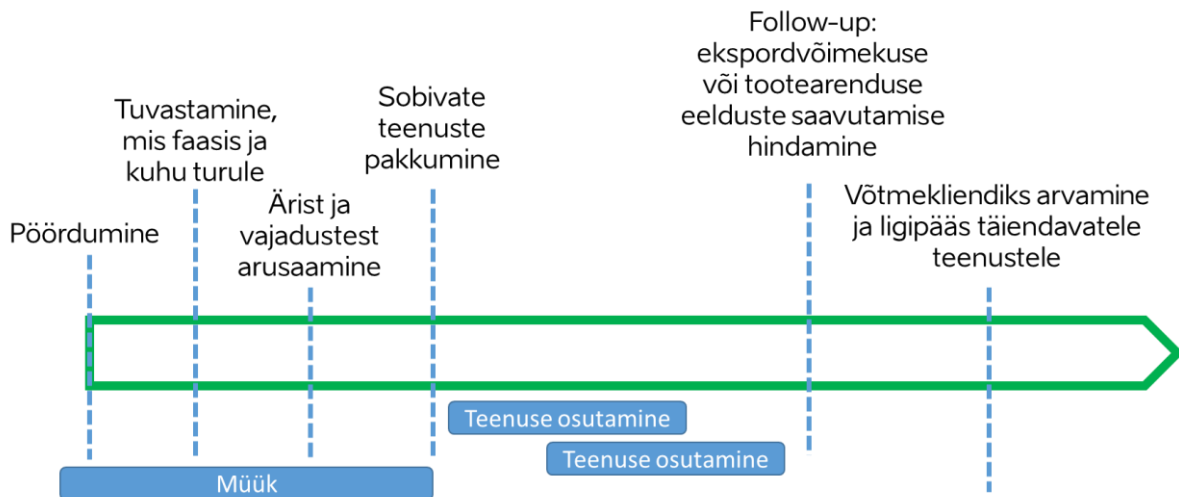 Pöördumine
Tuvastamine,
mis faasis ja
kuhu turule
Ärist ja
vajadustest
arusaamine
Sobivate
teenuste
pakkumine
Follow-up:
ekspordvõimekuse
või tootearenduse
eelduste saavutamise
hindamine
Võtmekliendiks arvamine
ja ligipääs täiendavatele
teenustele
Teenuse osutamine
Teenuse osutamine
Müük